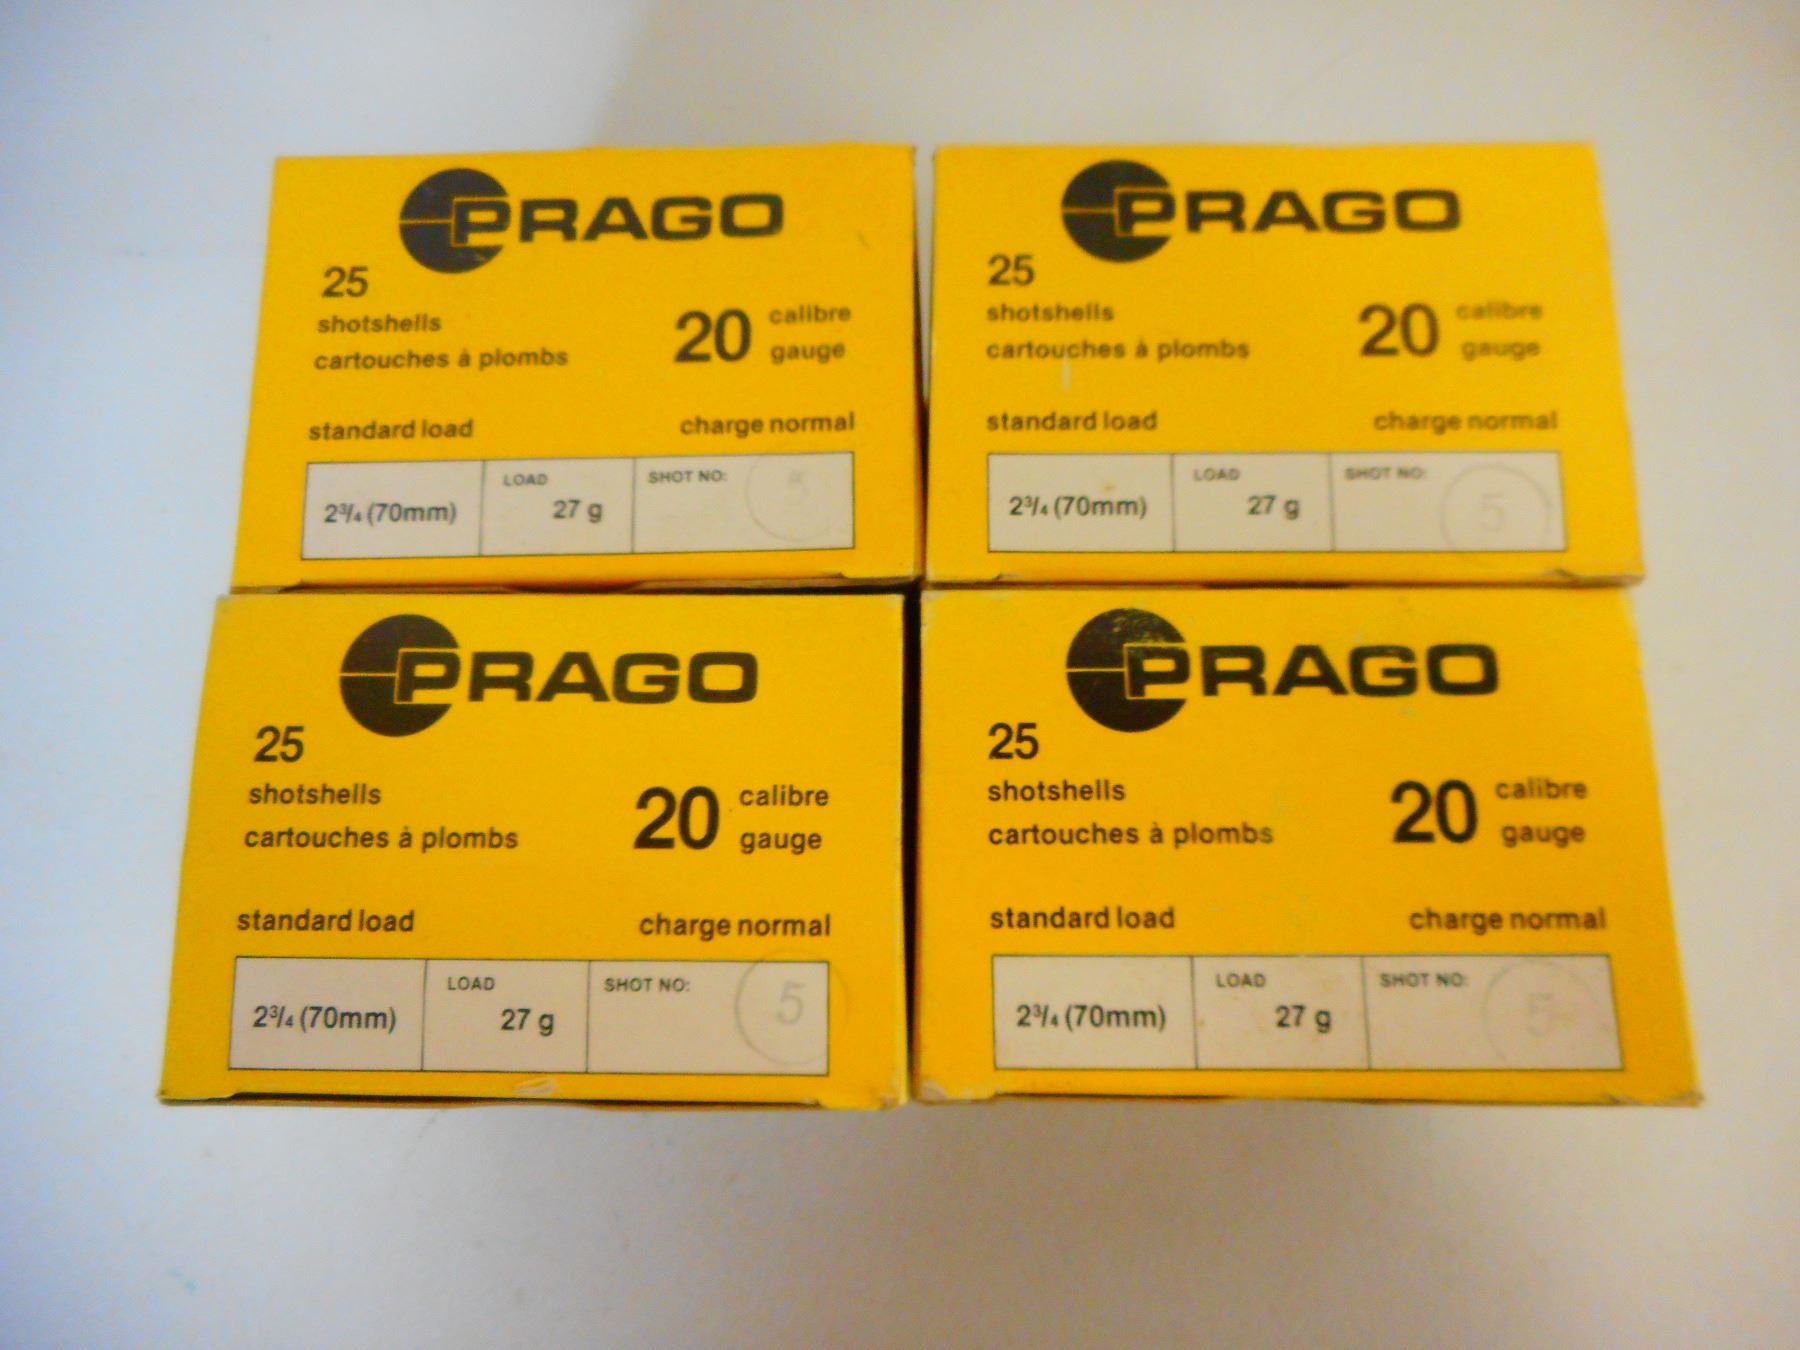 PRAGO
25
shotshells
cartouches à plombs
20 calibre
gauge
standard load charge normal
2¾ (70mm) LOAD 27 g SHOT NO: 5
PRAGO
25
shotshells
cartouches à plombs
20 calibre
gauge
standard load charge normal
2¾ (70mm) LOAD 27 g SHOT NO: 5
PRAGO
25
shotshells
cartouches à plombs
20 calibre
gauge
standard load charge normal
2¾ (70mm) LOAD 27 g SHOT NO: 5
PRAGO
25
shotshells
cartouches à plombs
20 calibre
gauge
standard load charge normal
2¾ (70mm) LOAD 27 g SHOT NO: 5